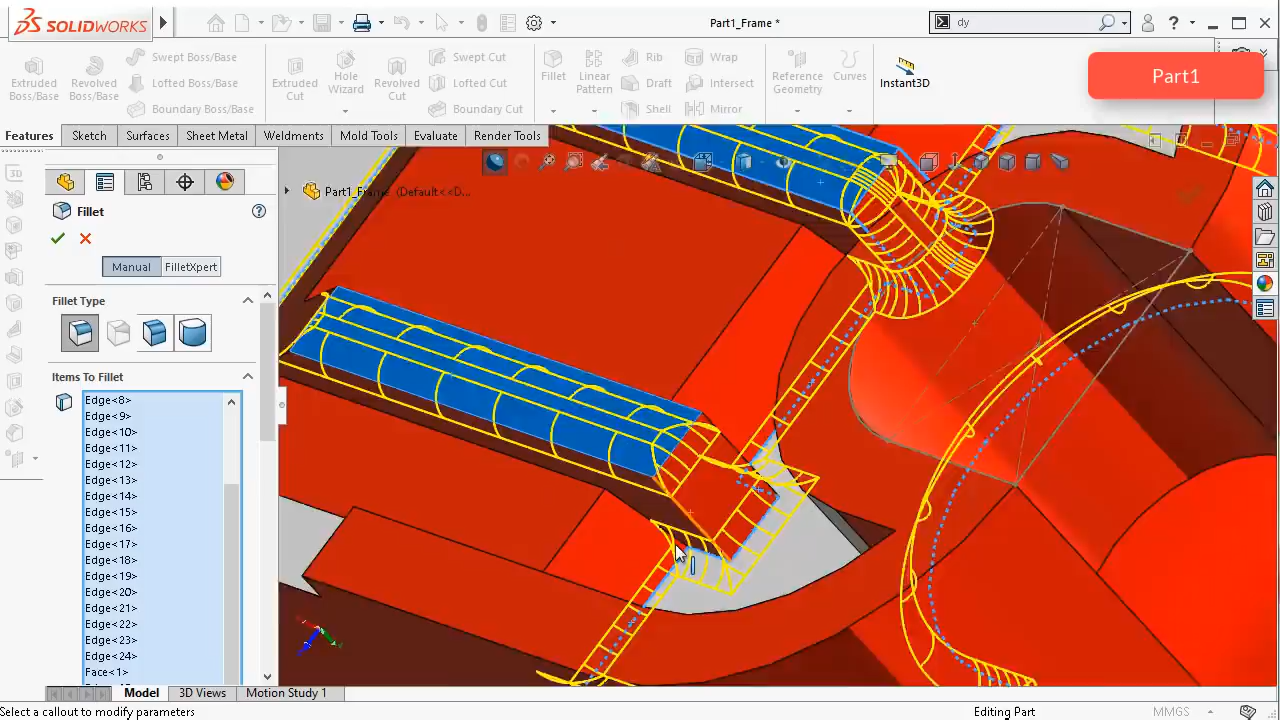 SOLIDWORKS
Part1_Frame *
dy
?
Extruded Boss/Base
Revolved Boss/Base
Swept Boss/Base
Lofted Boss/Base
Boundary Boss/Base
Extruded Cut
Hole Wizard
Revolved Cut
Swept Cut
Lofted Cut
Boundary Cut
Fillet
Linear Pattern
Rib
Draft
Shell
Wrap
Intersect
Mirror
Reference Geometry
Curves
Instant3D
Part1
Features
Sketch
Surfaces
Sheet Metal
Weldments
Mold Tools
Evaluate
Render Tools
3D
Part1_Frame (Default<<D...
Fillet
?
Manual
FilletXpert
Fillet Type
Items To Fillet
Edge<8>
Edge<9>
Edge<10>
Edge<11>
Edge<12>
Edge<13>
Edge<14>
Edge<15>
Edge<16>
Edge<17>
Edge<18>
Edge<19>
Edge<20>
Edge<21>
Edge<22>
Edge<23>
Edge<24>
Face<1>
Model
3D Views
Motion Study 1
Select a callout to modify parameters
Editing Part
MMGS